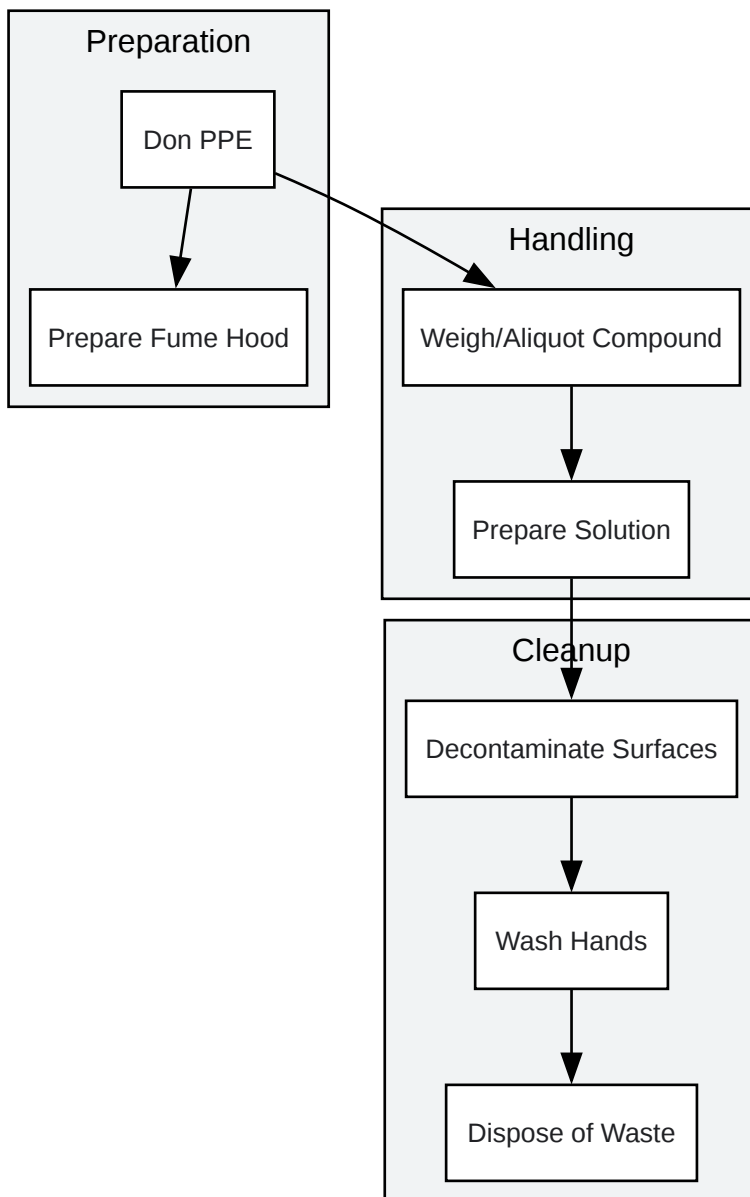 Preparation
Don PPE
Prepare Fume Hood
Handling
Weigh/Aliquot Compound
Prepare Solution
Cleanup
Decontaminate Surfaces
Wash Hands
Dispose of Waste